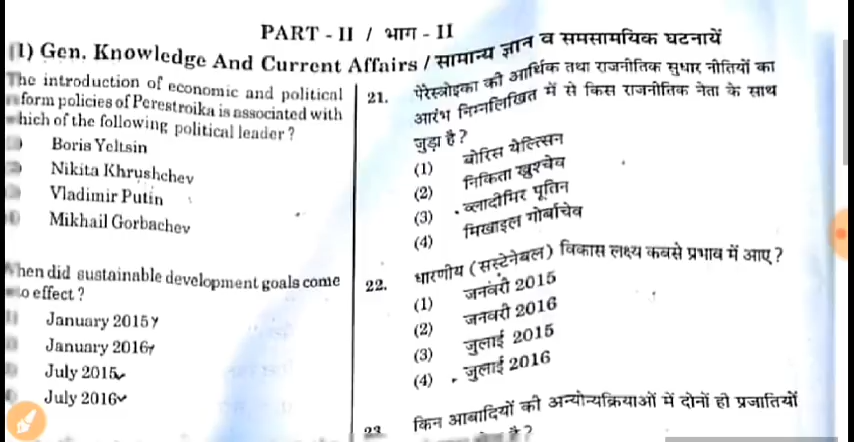 PART - II / भाग - II
(1) Gen. Knowledge And Current Affairs / सामान्य ज्ञान व समसामयिक घटनायें
The introduction of economic and political
reform policies of Perestroika is associated with
which of the following political leader ?
Boris Yeltsin
Nikita Khrushchev
Vladimir Putin
Mikhail Gorbachev
When did sustainable development goals come
to effect ?
January 2015
January 2016
July 2015
July 2016
21. पेरेस्त्रोइका की आर्थिक तथा राजनीतिक सुधार नीतियों का
आरंभ निम्नलिखित में से किस राजनीतिक नेता के साथ
जुड़ा है ?
(1) बोरिस येल्तिसन
(2) निकिता ख्रुश्चेव
(3) व्लादीमिर पूतिन
(4) मिखाइल गोर्बाचेव
22. धारणीय (सस्टेनेबल) विकास लक्ष्य कबसे प्रभाव में आए ?
(1) जनवरी 2015
(2) जनवरी 2016
(3) जुलाई 2015
(4) जुलाई 2016
23 किन आबादियों की अन्योन्यक्रियाओं में दोनों ही प्रजातियों
है ?